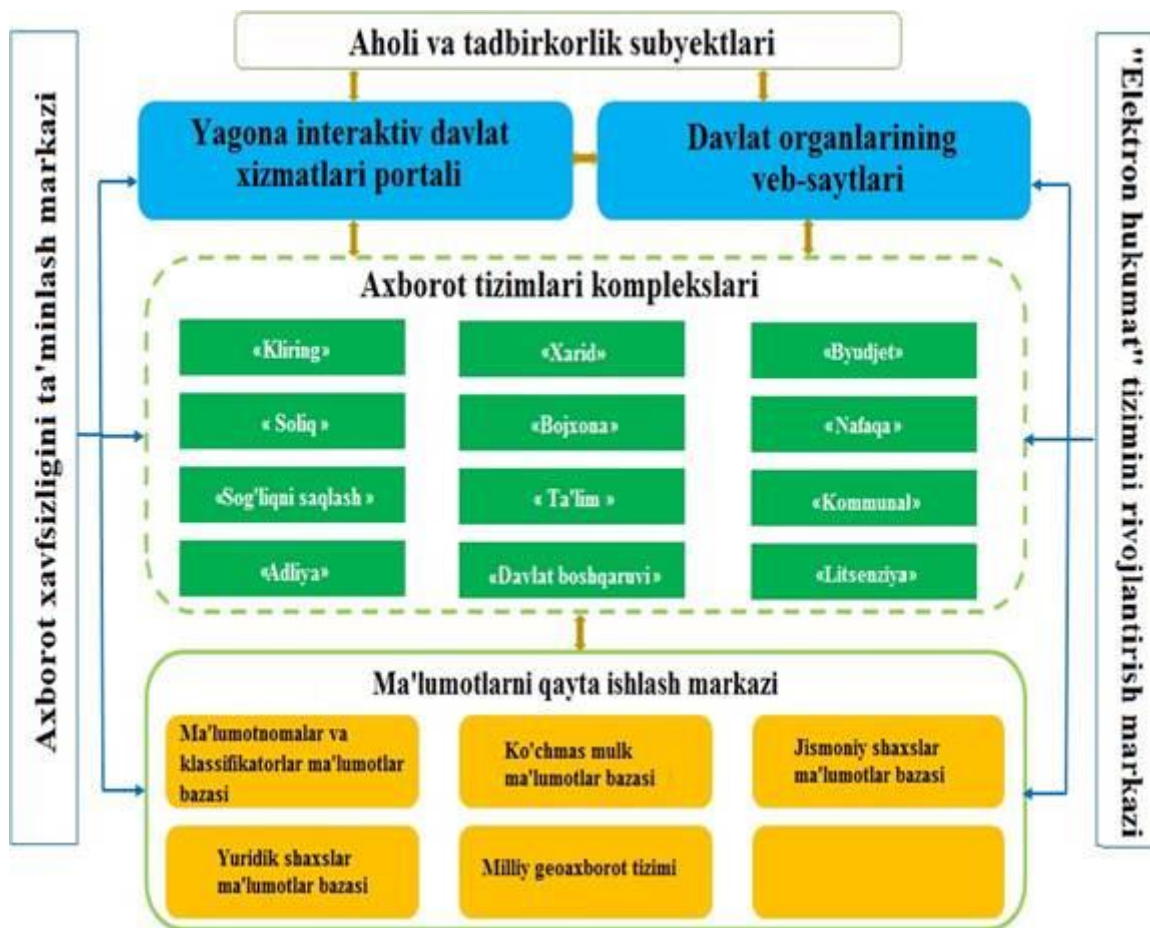 Aholi va tadbirkorlik subyektlari
Axborot xavfsizligini ta'minlash markazi
"Elektron hukumat" tizimini rivojlantirish markazi
Yagona interaktiv davlat
xizmatlari portali
Davlat organlarining
veb-saytlari
Axborot tizimlari komplekslari
«Kliring»
«Xarid»
«Byudjet»
« Soliq »
«Bojxona»
«Nafaqa»
«Sog'liqni saqlash »
« Ta'lim »
«Kommunal»
«Adliya»
«Davlat boshqaruvi»
«Litsenziya»
Ma'lumotlarni qayta ishlash markazi
Ma'lumotnomalar va
klassifikatorlar ma'lumotlar
bazasi
Ko'chmas mulk
ma'lumotlar bazasi
Jismoniy shaxslar
ma'lumotlar bazasi
Yuridik shaxslar
ma'lumotlar bazasi
Milliy geoaxborot tizimi